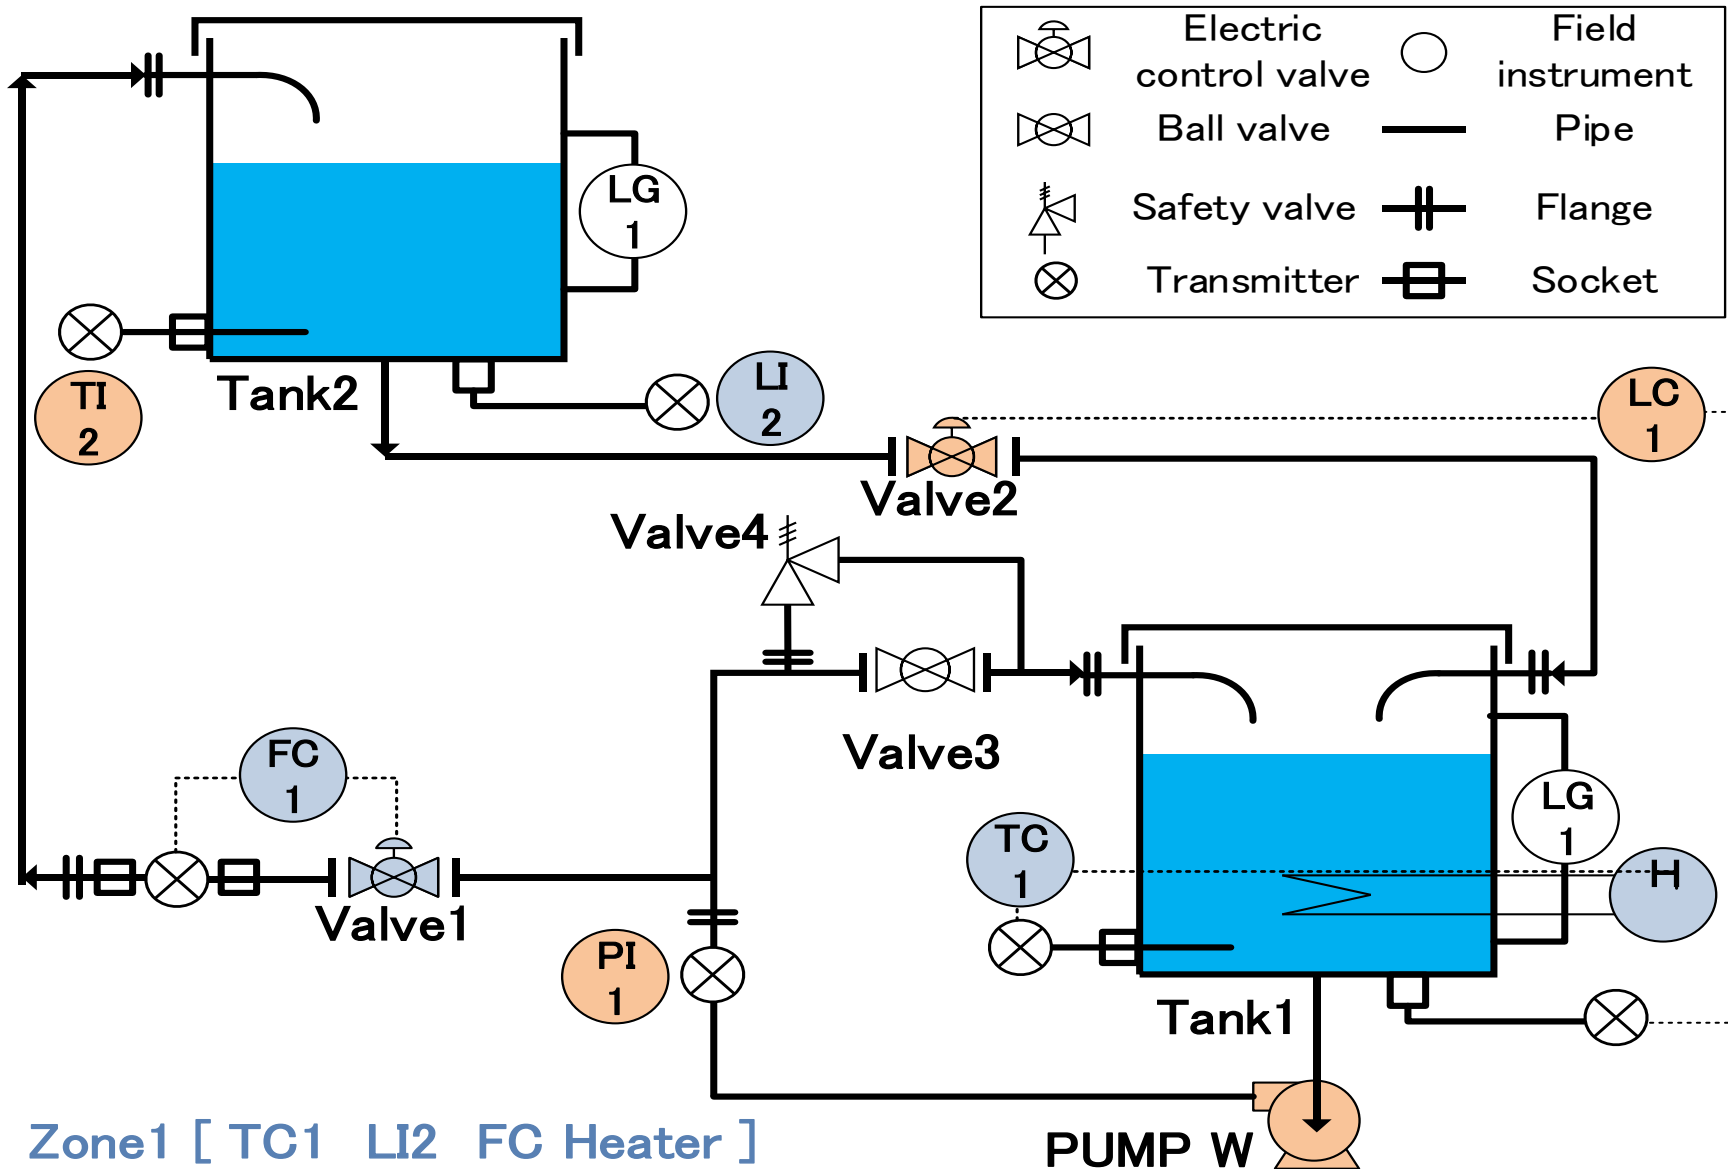 Electric
control valve
Field
instrument
Ball valve
Pipe
Safety valve
Flange
Transmitter
Socket
LG
1
TI
2
Tank2
LI
2
LC
1
Valve2
Valve4
Valve3
FC
1
Valve1
TC
1
LG
1
H
PI
1
Tank1
PUMP W
Zone1 [ TC1 LI2 FC Heater ]